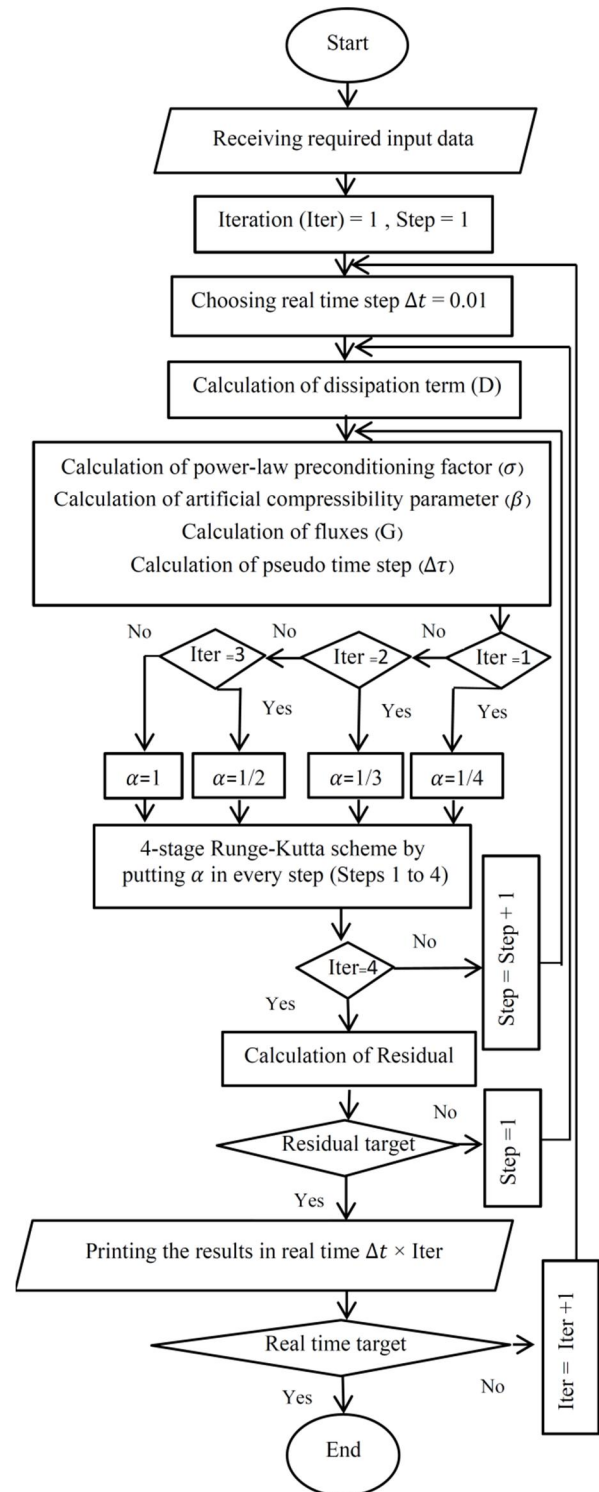 Start
Receiving required input data
Iteration (Iter) = 1 , Step = 1
Choosing real time step Δt = 0.01
Calculation of dissipation term (D)
Calculation of power-law preconditioning factor (σ)
Calculation of artificial compressibility parameter (β)
Calculation of fluxes (G)
Calculation of pseudo time step (Δτ)
No
No
No
Iter =3
Iter =2
Iter =1
Yes
Yes
Yes
α=1
α=1/2
α=1/3
α=1/4
4-stage Runge-Kutta scheme by
putting α in every step (Steps 1 to 4)
Step = Step + 1
No
Iter=4
Yes
Calculation of Residual
No
Step =1
Residual target
Yes
Printing the results in real time Δt × Iter
Real time target
No
Iter = Iter +1
Yes
End